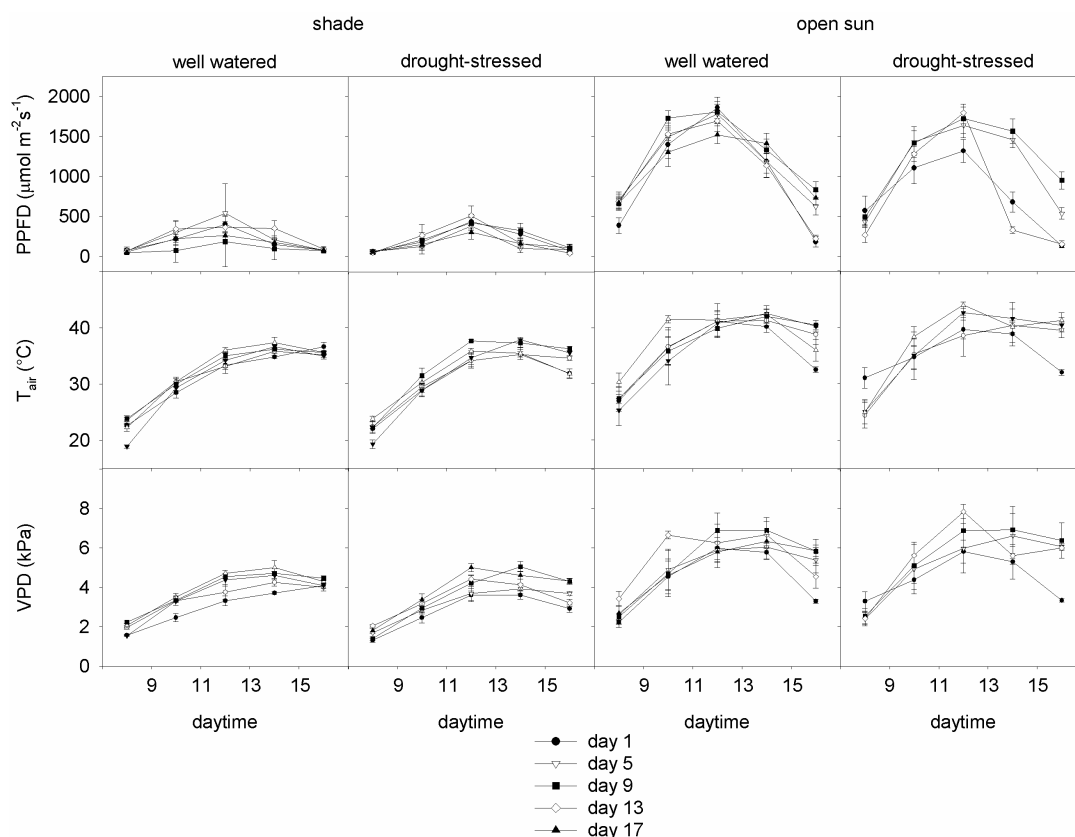 shade open sun
well watered drought-stressed well watered drought-stressed
PPFD (µmol m⁻²s⁻¹)
2000
1500
1000
500
0
T_air (°C)
40
30
20
VPD (kPa)
8
6
4
2
0
9 11 13 15 9 11 13 15 9 11 13 15 9 11 13 15
daytime daytime daytime daytime
day 1
day 5
day 9
day 13
day 17